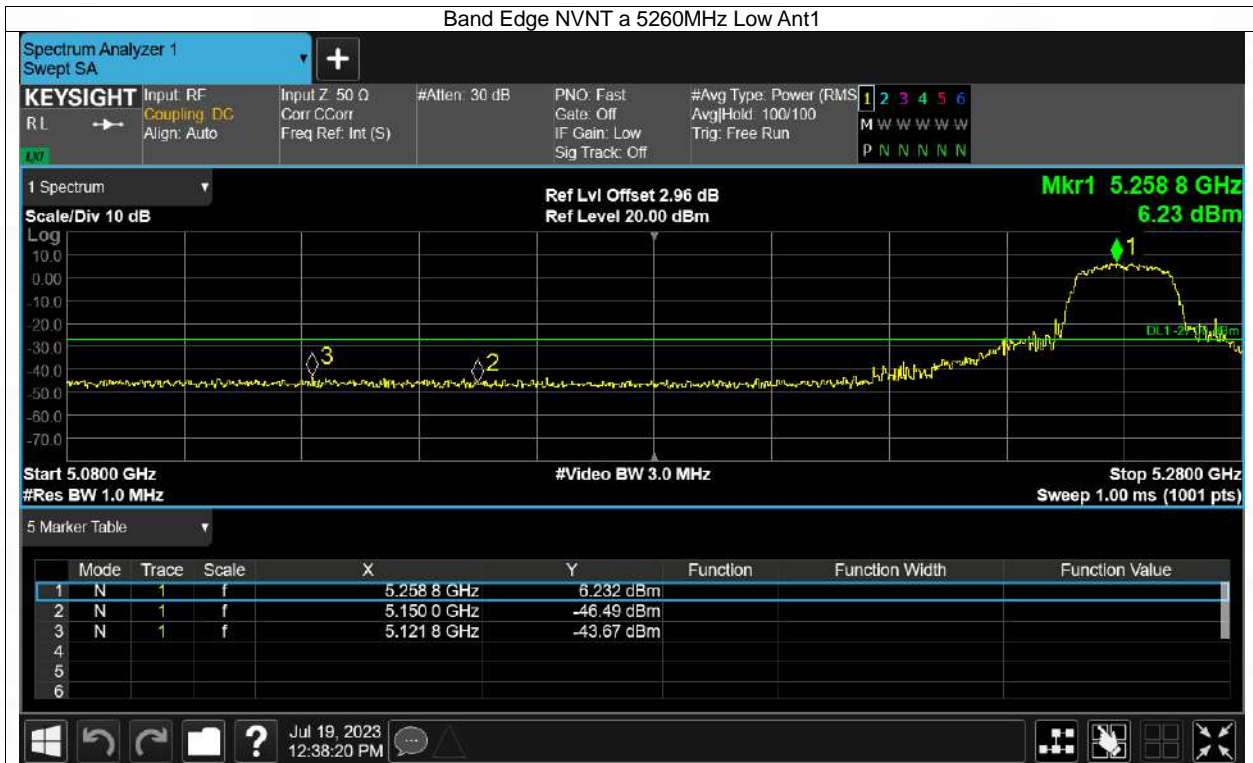 Band Edge NVNT a 5260MHz Low Ant1
Spectrum Analyzer 1
Swept SA
+
KEYSIGHT Input: RF Input Z: 50 Ω #Atten: 30 dB PNO: Fast #Avg Type: Power (RMS 1 2 3 4 5 6
RL Coupling: DC Corr CCorr Gate: Off Avg|Hold: 100/100 M W W W W W
Align: Auto Freq Ref: Int (S) IF Gain: Low Trig: Free Run
LXI Sig Track: Off P N N N N N
1 Spectrum Ref Lvl Offset 2.96 dB Mkr1 5.258 8 GHz
Scale/Div 10 dB Ref Level 20.00 dBm 6.23 dBm
Log
1
10.0
0.00
-10.0
-20.0
-30.0
3
2
-40.0
-50.0
-60.0
-70.0
Start 5.0800 GHz #Video BW 3.0 MHz Stop 5.2800 GHz
#Res BW 1.0 MHz Sweep 1.00 ms (1001 pts)
5 Marker Table
Mode Trace Scale X Y Function Function Width Function Value
1 N 1 f 5.258 8 GHz 6.232 dBm
2 N 1 f 5.150 0 GHz -46.49 dBm
3 N 1 f 5.121 8 GHz -43.67 dBm
4
5
6
? Jul 19, 2023
12:38:20 PM